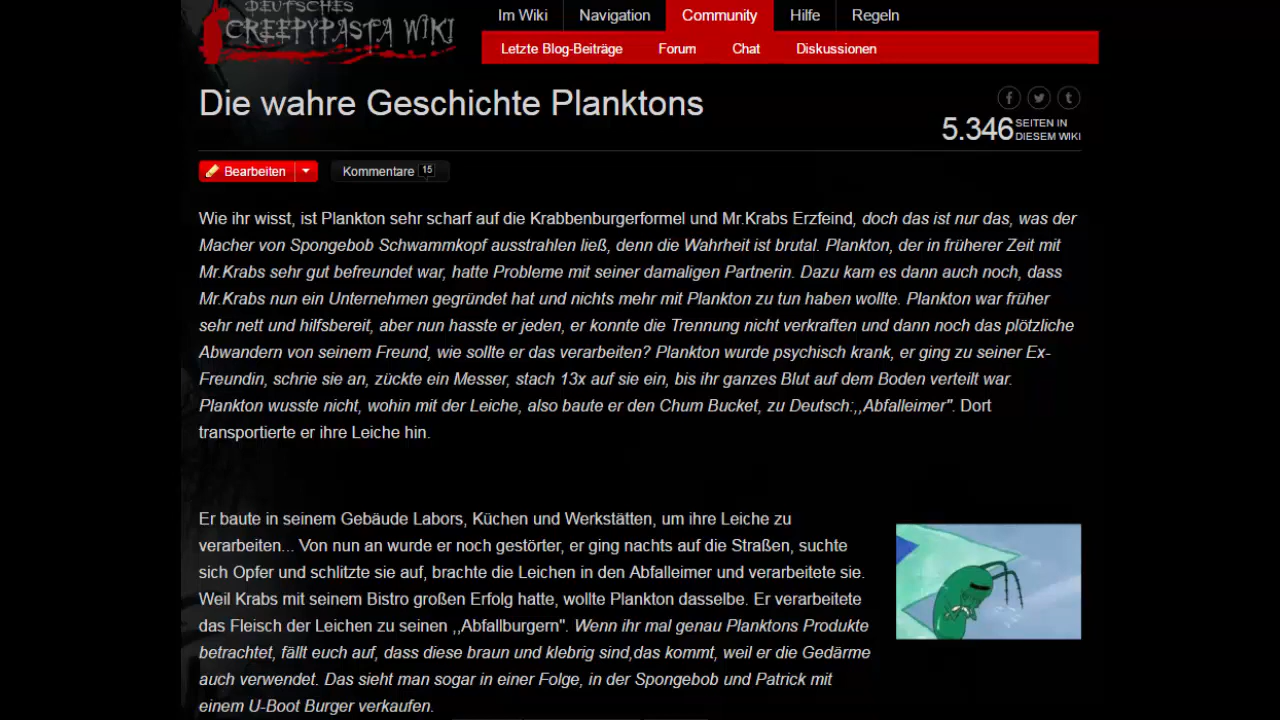 DEUTSCHES
CREEPYPASTA WIKI
Im Wiki
Navigation
Community
Hilfe
Regeln
Letzte Blog-Beiträge
Forum
Chat
Diskussionen
Die wahre Geschichte Planktons
5.346 SEITEN IN
DIESEM WIKI
Bearbeiten
Kommentare 15
Wie ihr wisst, ist Plankton sehr scharf auf die Krabbenburgerformel und Mr.Krabs Erzfeind, doch das ist nur das, was der
Macher von Spongebob Schwammkopf ausstrahlen ließ, denn die Wahrheit ist brutal. Plankton, der in früherer Zeit mit
Mr.Krabs sehr gut befreundet war, hatte Probleme mit seiner damaligen Partnerin. Dazu kam es dann auch noch, dass
Mr.Krabs nun ein Unternehmen gegründet hat und nichts mehr mit Plankton zu tun haben wollte. Plankton war früher
sehr nett und hilfsbereit, aber nun hasste er jeden, er konnte die Trennung nicht verkraften und dann noch das plötzliche
Abwandern von seinem Freund, wie sollte er das verarbeiten? Plankton wurde psychisch krank, er ging zu seiner Ex-
Freundin, schrie sie an, zückte ein Messer, stach 13x auf sie ein, bis ihr ganzes Blut auf dem Boden verteilt war.
Plankton wusste nicht, wohin mit der Leiche, also baute er den Chum Bucket, zu Deutsch:,,Abfalleimer". Dort
transportierte er ihre Leiche hin.
Er baute in seinem Gebäude Labors, Küchen und Werkstätten, um ihre Leiche zu
verarbeiten... Von nun an wurde er noch gestörter, er ging nachts auf die Straßen, suchte
sich Opfer und schlitzte sie auf, brachte die Leichen in den Abfalleimer und verarbeitete sie.
Weil Krabs mit seinem Bistro großen Erfolg hatte, wollte Plankton dasselbe. Er verarbeitete
das Fleisch der Leichen zu seinen ,,Abfallburgern". Wenn ihr mal genau Planktons Produkte
betrachtet, fällt euch auf, dass diese braun und klebrig sind,das kommt, weil er die Gedärme
auch verwendet. Das sieht man sogar in einer Folge, in der Spongebob und Patrick mit
einem U-Boot Burger verkaufen.